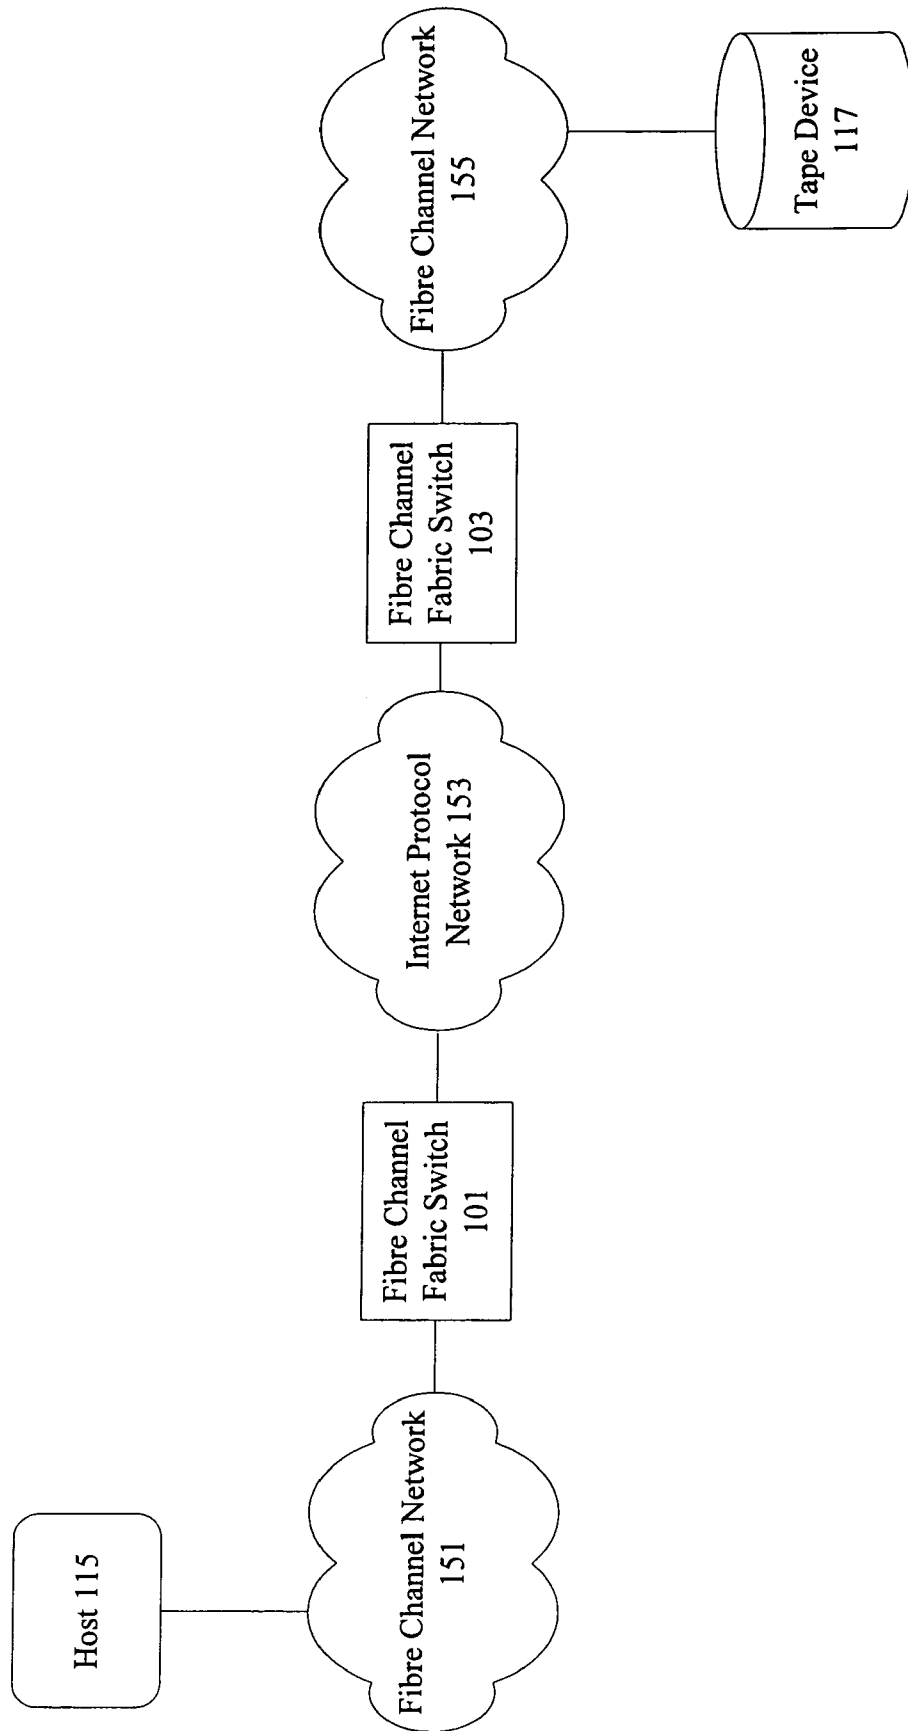 Host 115
Fibre Channel Network
151
Fibre Channel
Fabric Switch
101
Internet Protocol
Network 153
Fibre Channel
Fabric Switch
103
Fibre Channel Network
155
Tape Device
117